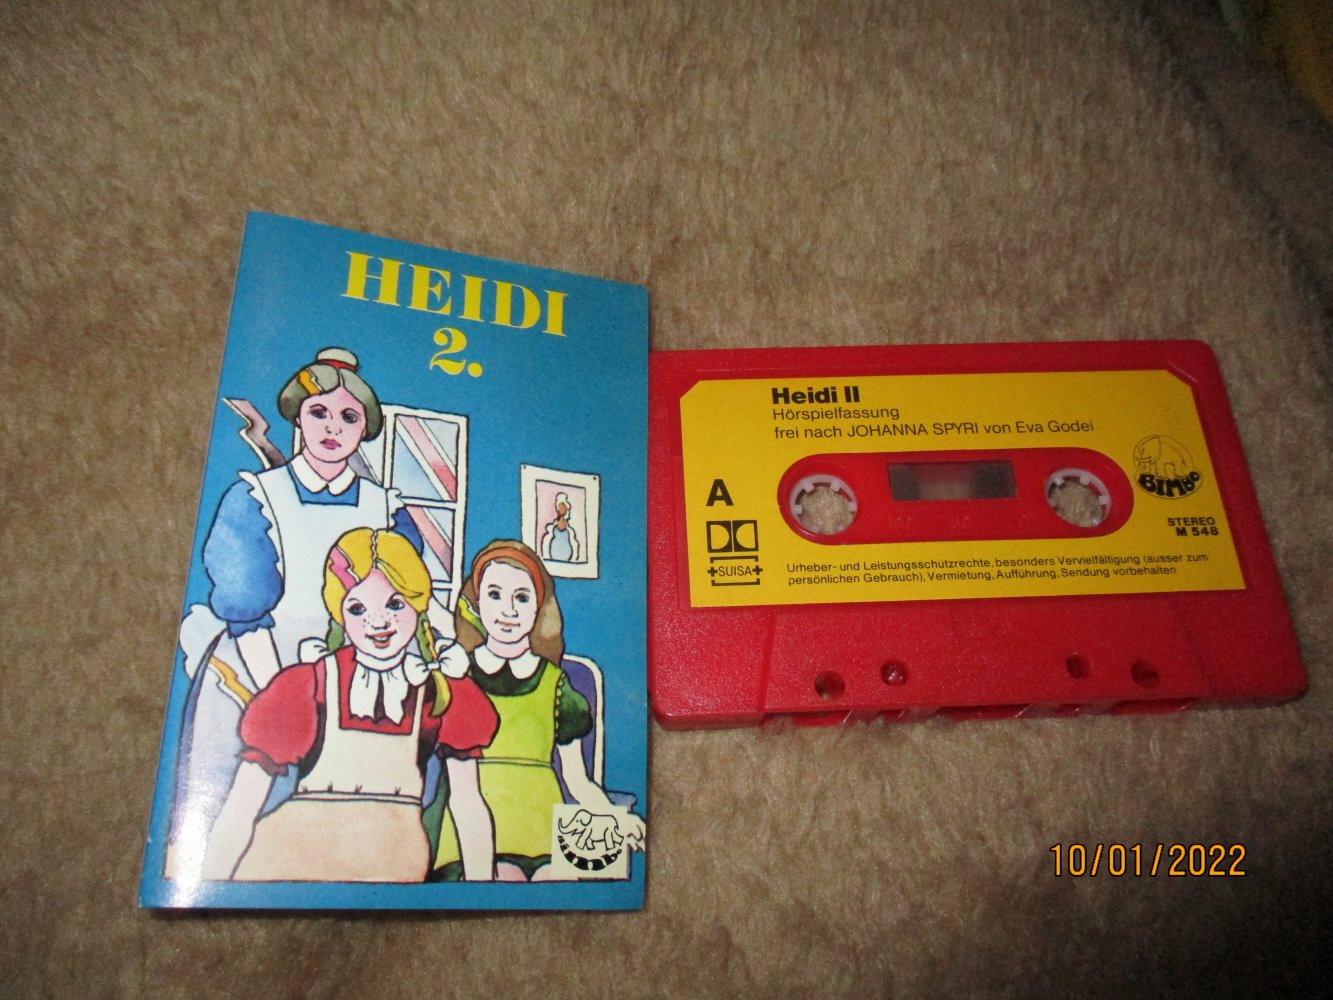 HEIDI
2.
bimbo
Heidi II
Hörspielfassung
frei nach JOHANNA SPYRI von Eva Godei
A
BIMBO
STEREO
M 548
+SUISA+
Urheber- und Leistungsschutzrechte, besonders Vervielfältigung (ausser zum
persönlichen Gebrauch), Vermietung, Aufführung, Sendung vorbehalten
10/01/2022